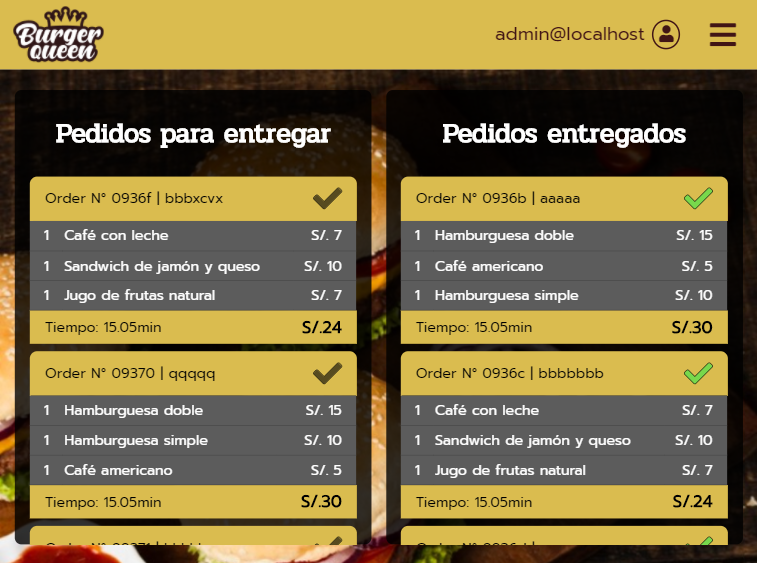 Burger
queen
admin@localhost
Pedidos para entregar
Order N° 0936f | bbbxcvx
1 Café con leche S/. 7
1 Sandwich de jamón y queso S/. 10
1 Jugo de frutas natural S/. 7
Tiempo: 15.05min S/.24
Order N° 09370 | qqqqq
1 Hamburguesa doble S/. 15
1 Hamburguesa simple S/. 10
1 Café americano S/. 5
Tiempo: 15.05min S/.30
Order N° 09371 |
Pedidos entregados
Order N° 0936b | aaaaa
1 Hamburguesa doble S/. 15
1 Café americano S/. 5
1 Hamburguesa simple S/. 10
Tiempo: 15.05min S/.30
Order N° 0936c | bbbbbbb
1 Café con leche S/. 7
1 Sandwich de jamón y queso S/. 10
1 Jugo de frutas natural S/. 7
Tiempo: 15.05min S/.24
Order N°